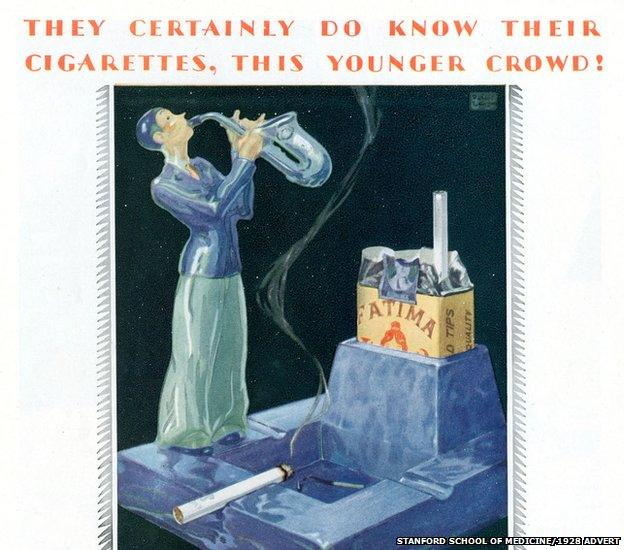 THEY CERTAINLY DO KNOW THEIR
CIGARETTES, THIS YOUNGER CROWD!
FATIMA
D TIPS
QUALITY
STANFORD SCHOOL OF MEDICINE/1928 ADVERT